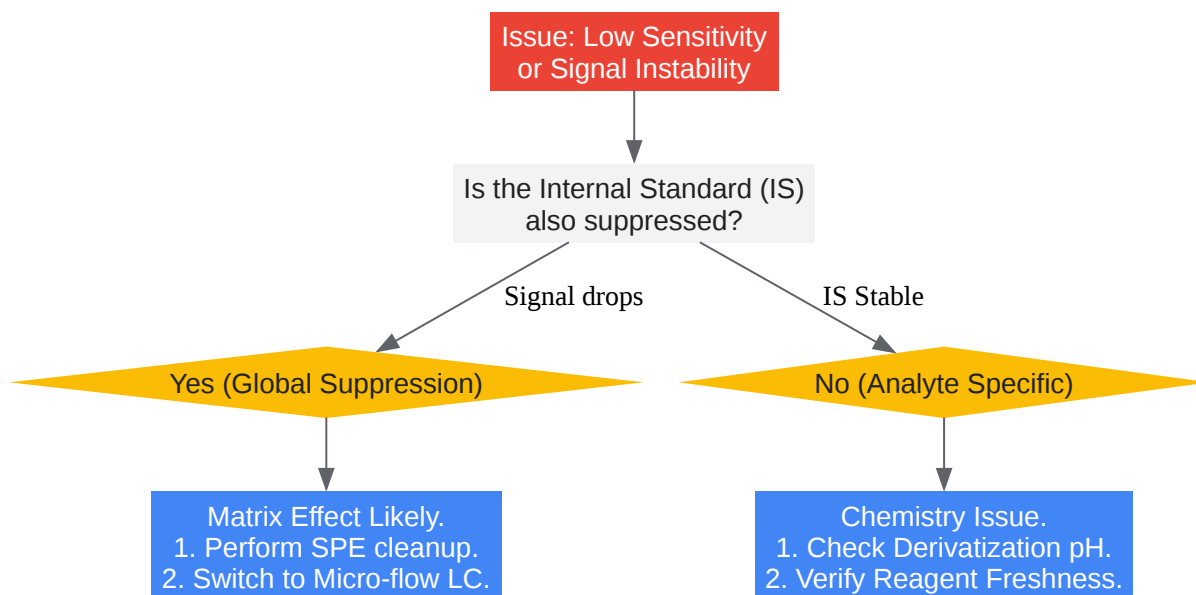 Issue: Low Sensitivity
or Signal Instability
Is the Internal Standard (IS)
also suppressed?
Signal drops
IS Stable
Yes (Global Suppression)
No (Analyte Specific)
Matrix Effect Likely.
1. Perform SPE cleanup.
2. Switch to Micro-flow LC.
Chemistry Issue.
1. Check Derivatization pH.
2. Verify Reagent Freshness.